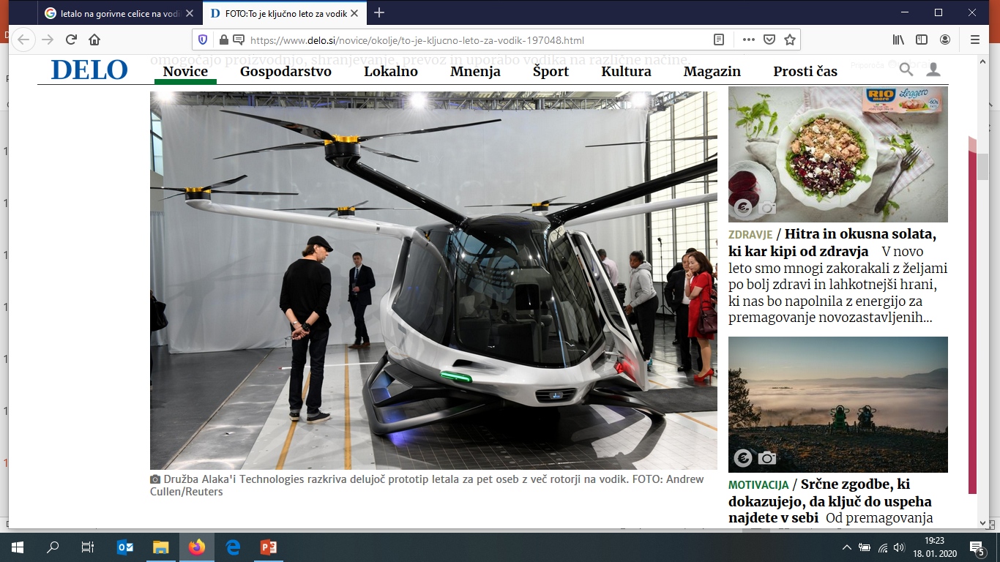 letalo na gorivne celice na vodi
FOTO:To je ključno leto za vodik
https://www.delo.si/novice/okolje/to-je-kljucno-leto-za-vodik-197048.html
omogočajo proizvodnjo, shranjevanje, prevoz in uporabo vodika na različne načine.
DELO
Novice
Gospodarstvo
Lokalno
Mnenja
Šport
Kultura
Magazin
Prosti čas
Priporoča
RIO
mare
Leggero
-60%
Družba Alaka'i Technologies razkriva delujoč prototip letala za pet oseb z več rotorji na vodik. FOTO: Andrew
Cullen/Reuters
ZDRAVJE / Hitra in okusna solata,
ki kar kipi od zdravja V novo
leto smo mnogi zakorakali z željami
po bolj zdravi in lahkotnejši hrani,
ki nas bo napolnila z energijo za
premagovanje novozastavljenih...
MOTIVACIJA / Srčne zgodbe, ki
dokazujejo, da ključ do uspeha
najdete v sebi Od premagovanja
19:23
18. 01. 2020
5